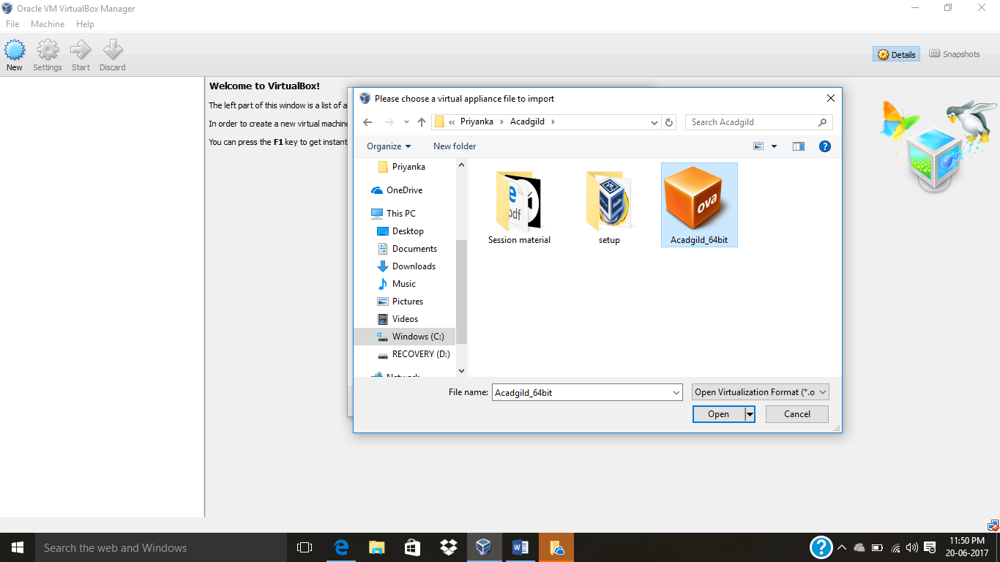 Oracle VM VirtualBox Manager
File Machine Help
New Settings Start Discard
Details Snapshots
Welcome to VirtualBox!
The left part of this window is a list of a
In order to create a new virtual machine
You can press the F1 key to get instant
Please choose a virtual appliance file to import
« Priyanka › Acadgild ›
Search Acadgild
Organize New folder
Priyanka
OneDrive
This PC
Desktop
Documents
Downloads
Music
Pictures
Videos
Windows (C:)
RECOVERY (D:)
Network
pdf
Session material
setup
ova
Acadgild_64bit
File name: Acadgild_64bit
Open Virtualization Format (*.o
Open Cancel
Search the web and Windows
11:50 PM
20-06-2017